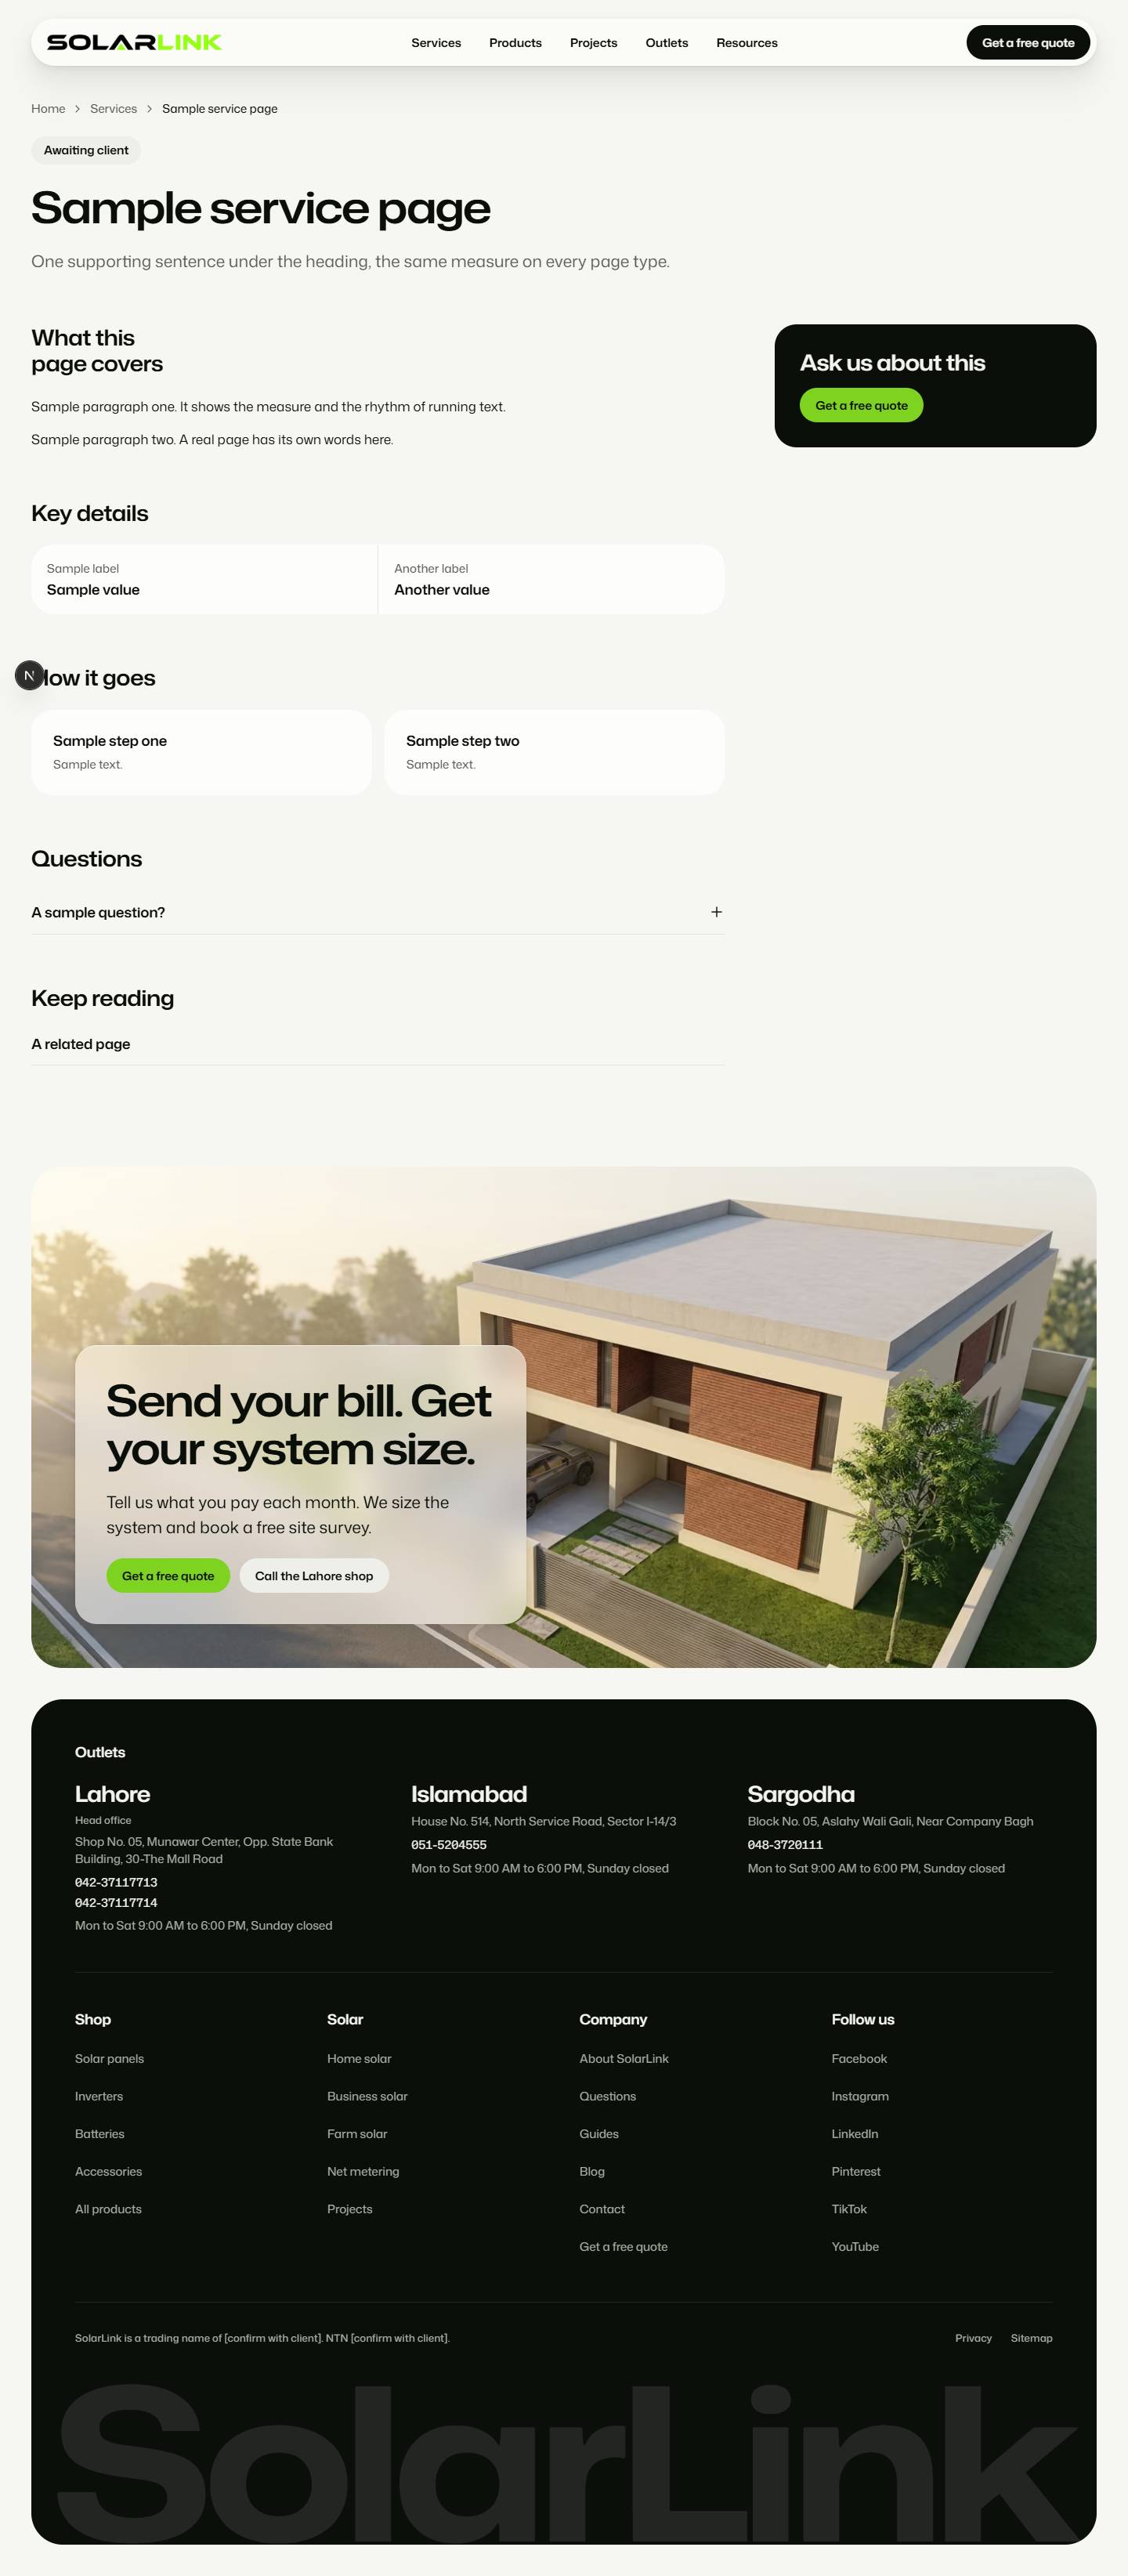 SOLARLINK
Services
Products
Projects
Outlets
Resources
Get a free quote
Home
Services
Sample service page
Awaiting client
Sample service page
One supporting sentence under the heading, the same measure on every page type.
What this
page covers
Sample paragraph one. It shows the measure and the rhythm of running text.
Sample paragraph two. A real page has its own words here.
Ask us about this
Get a free quote
Key details
Sample label
Sample value
Another label
Another value
N
How it goes
Sample step one
Sample text.
Sample step two
Sample text.
Questions
A sample question?
Keep reading
A related page
Send your bill. Get
your system size.
Tell us what you pay each month. We size the
system and book a free site survey.
Get a free quote
Call the Lahore shop
Outlets
Lahore
Head office
Shop No. 05, Munawar Center, Opp. State Bank
Building, 30-The Mall Road
042-37117713
042-37117714
Mon to Sat 9:00 AM to 6:00 PM, Sunday closed
Islamabad
House No. 514, North Service Road, Sector I-14/3
051-5204555
Mon to Sat 9:00 AM to 6:00 PM, Sunday closed
Sargodha
Block No. 05, Aslahy Wali Gali, Near Company Bagh
048-3720111
Mon to Sat 9:00 AM to 6:00 PM, Sunday closed
Shop
Solar panels
Inverters
Batteries
Accessories
All products
Solar
Home solar
Business solar
Farm solar
Net metering
Projects
Company
About SolarLink
Questions
Guides
Blog
Contact
Get a free quote
Follow us
Facebook
Instagram
LinkedIn
Pinterest
TikTok
YouTube
SolarLink is a trading name of [confirm with client]. NTN [confirm with client].
Privacy
Sitemap
SolarLink